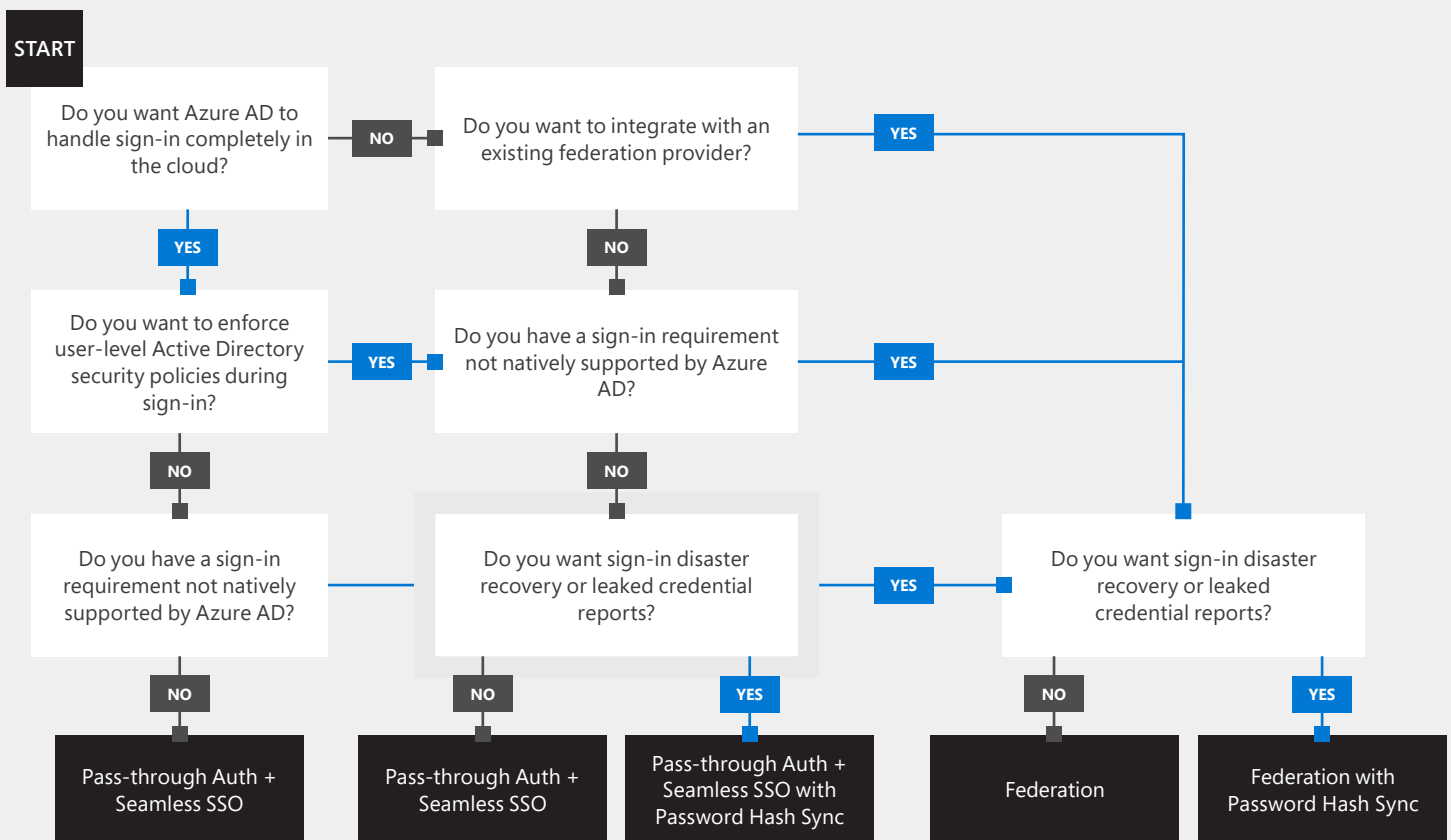 START
Do you want Azure AD to
handle sign-in completely in
the cloud?
NO
Do you want to integrate with an
existing federation provider?
YES
YES
NO
Do you want to enforce
user-level Active Directory
security policies during
sign-in?
YES
Do you have a sign-in requirement
not natively supported by Azure
AD?
YES
NO
NO
Do you have a sign-in
requirement not natively
supported by Azure AD?
Do you want sign-in disaster
recovery or leaked credential
reports?
YES
Do you want sign-in disaster
recovery or leaked
credential reports?
NO
NO
YES
NO
YES
Pass-through Auth +
Seamless SSO
Pass-through Auth +
Seamless SSO
Pass-through Auth +
Seamless SSO with
Password Hash Sync
Federation
Federation with
Password Hash Sync